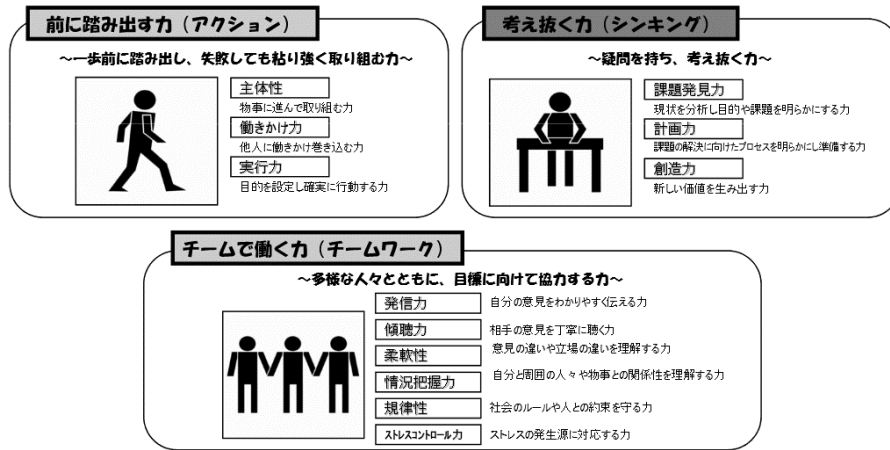 前に踏み出す力（アクション）
～一歩前に踏み出し、失敗しても粘り強く取り組む力～
主体性
物事に進んで取り組む力
働きかけ力
他人に働きかけ巻き込む力
実行力
目的を設定し確実に行動する力
考え抜く力（シンキング）
～疑問を持ち、考え抜く力～
課題発見力
現状を分析し目的や課題を明らかにする力
計画力
課題の解決に向けたプロセスを明らかにし準備する力
創造力
新しい価値を生み出す力
チームで働く力（チームワーク）
～多様な人々とともに、目標に向けて協力する力～
発信力 自分の意見をわかりやすく伝える力
傾聴力 相手の意見を丁寧に聴く力
柔軟性 意見の違いや立場の違いを理解する力
情況把握力 自分と周囲の人々や物事との関係性を理解する力
規律性 社会のルールや人との約束を守る力
ストレスコントロール力 ストレスの発生源に対応する力